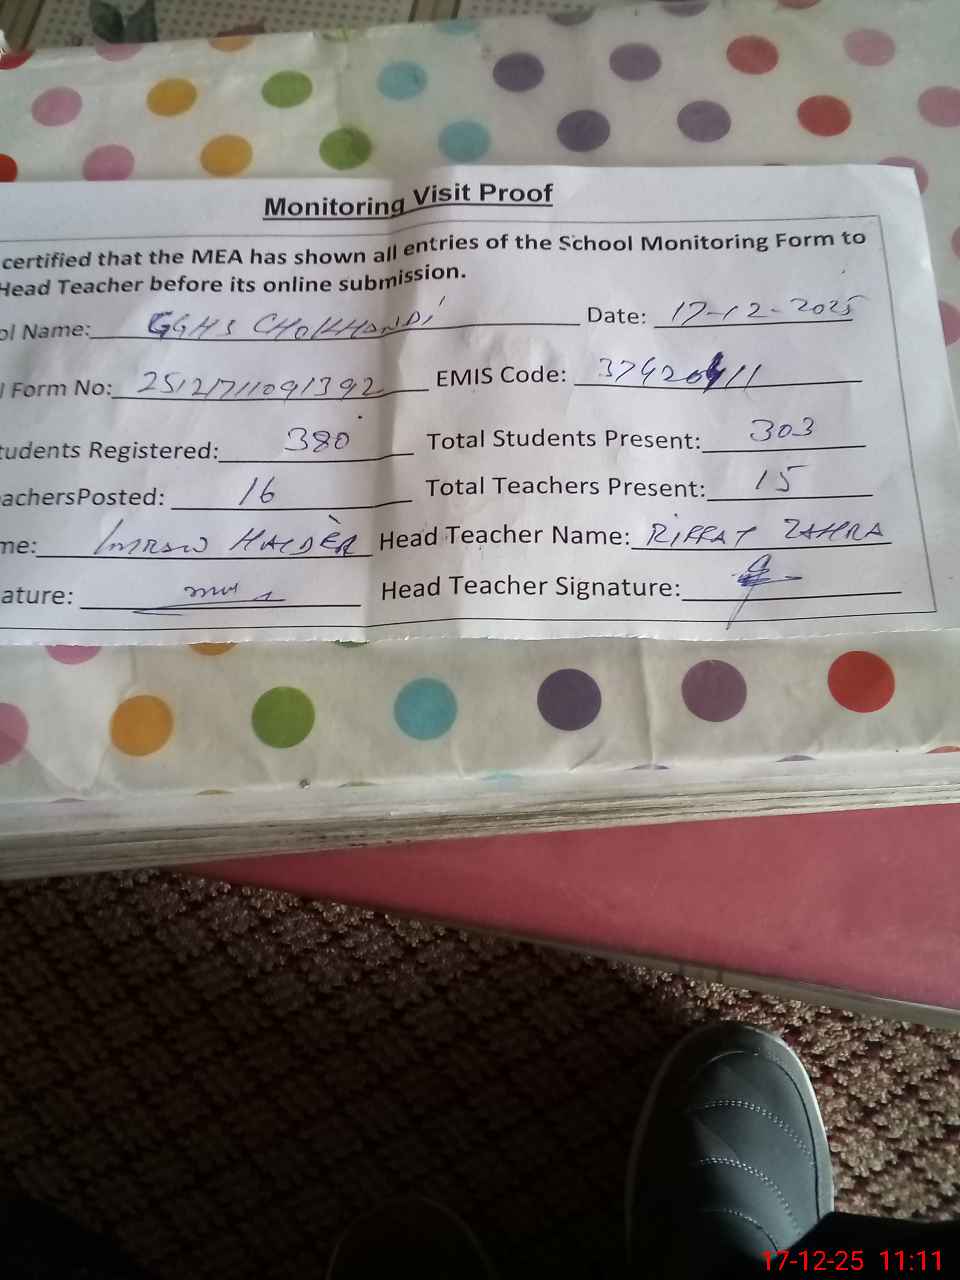 Monitoring Visit Proof
certified that the MEA has shown all entries of the School Monitoring Form to
Head Teacher before its online submission.
ol Name: GGHS CHOKHANDI Date: 17-12-2025
l Form No: 25121711091392 EMIS Code:
tudents Registered: 380 Total Students Present: 303
achersPosted: 16 Total Teachers Present: 15
me: IMRAN HAIDER Head Teacher Name: RIFFAT ZAHRA
ature: Head Teacher Signature:
17-12-25 11:11